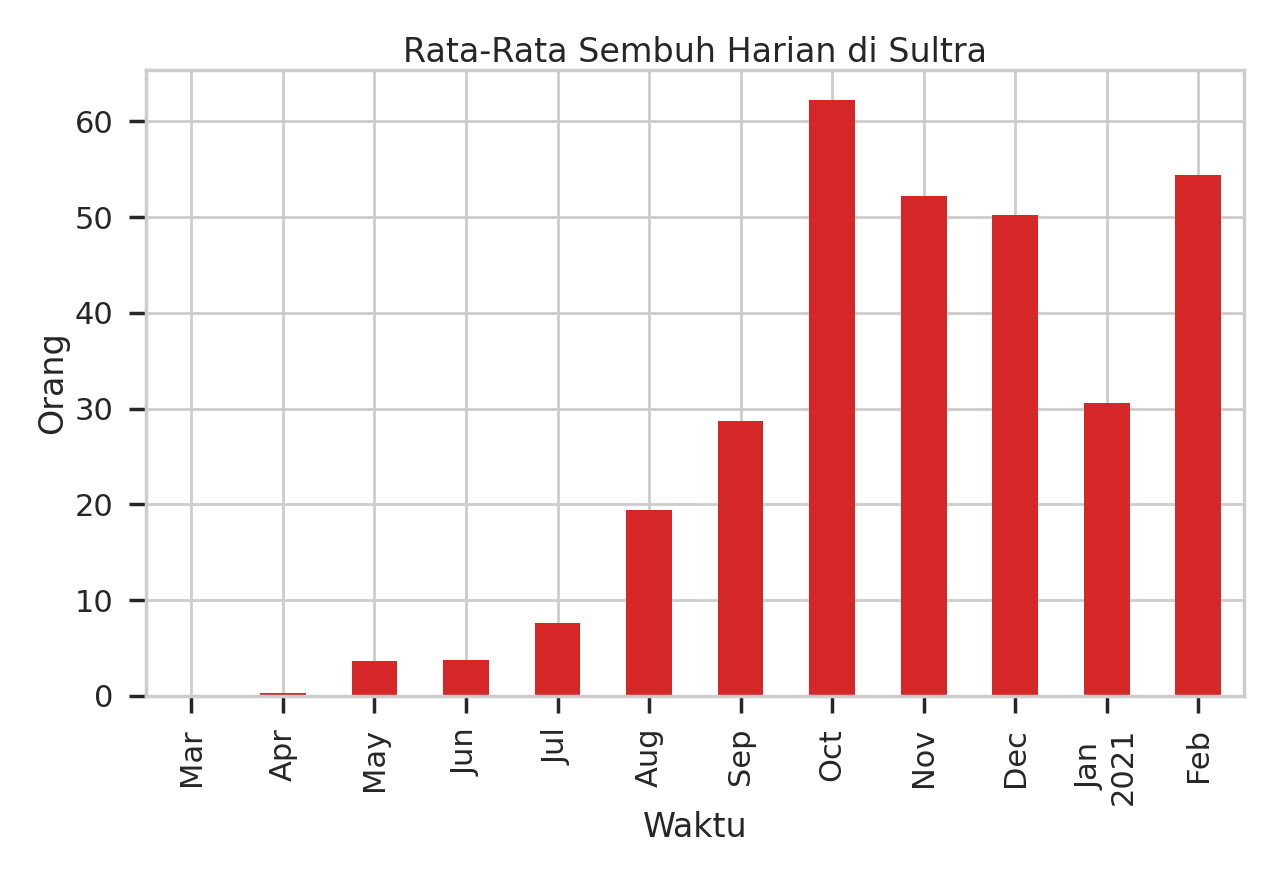 Rata-Rata Sembuh Harian di Sultra
60
50
40
30
20
10
0
Orang
Mar
Apr
May
Jun
Jul
Aug
Sep
Oct
Nov
Dec
Jan
2021
Feb
Waktu